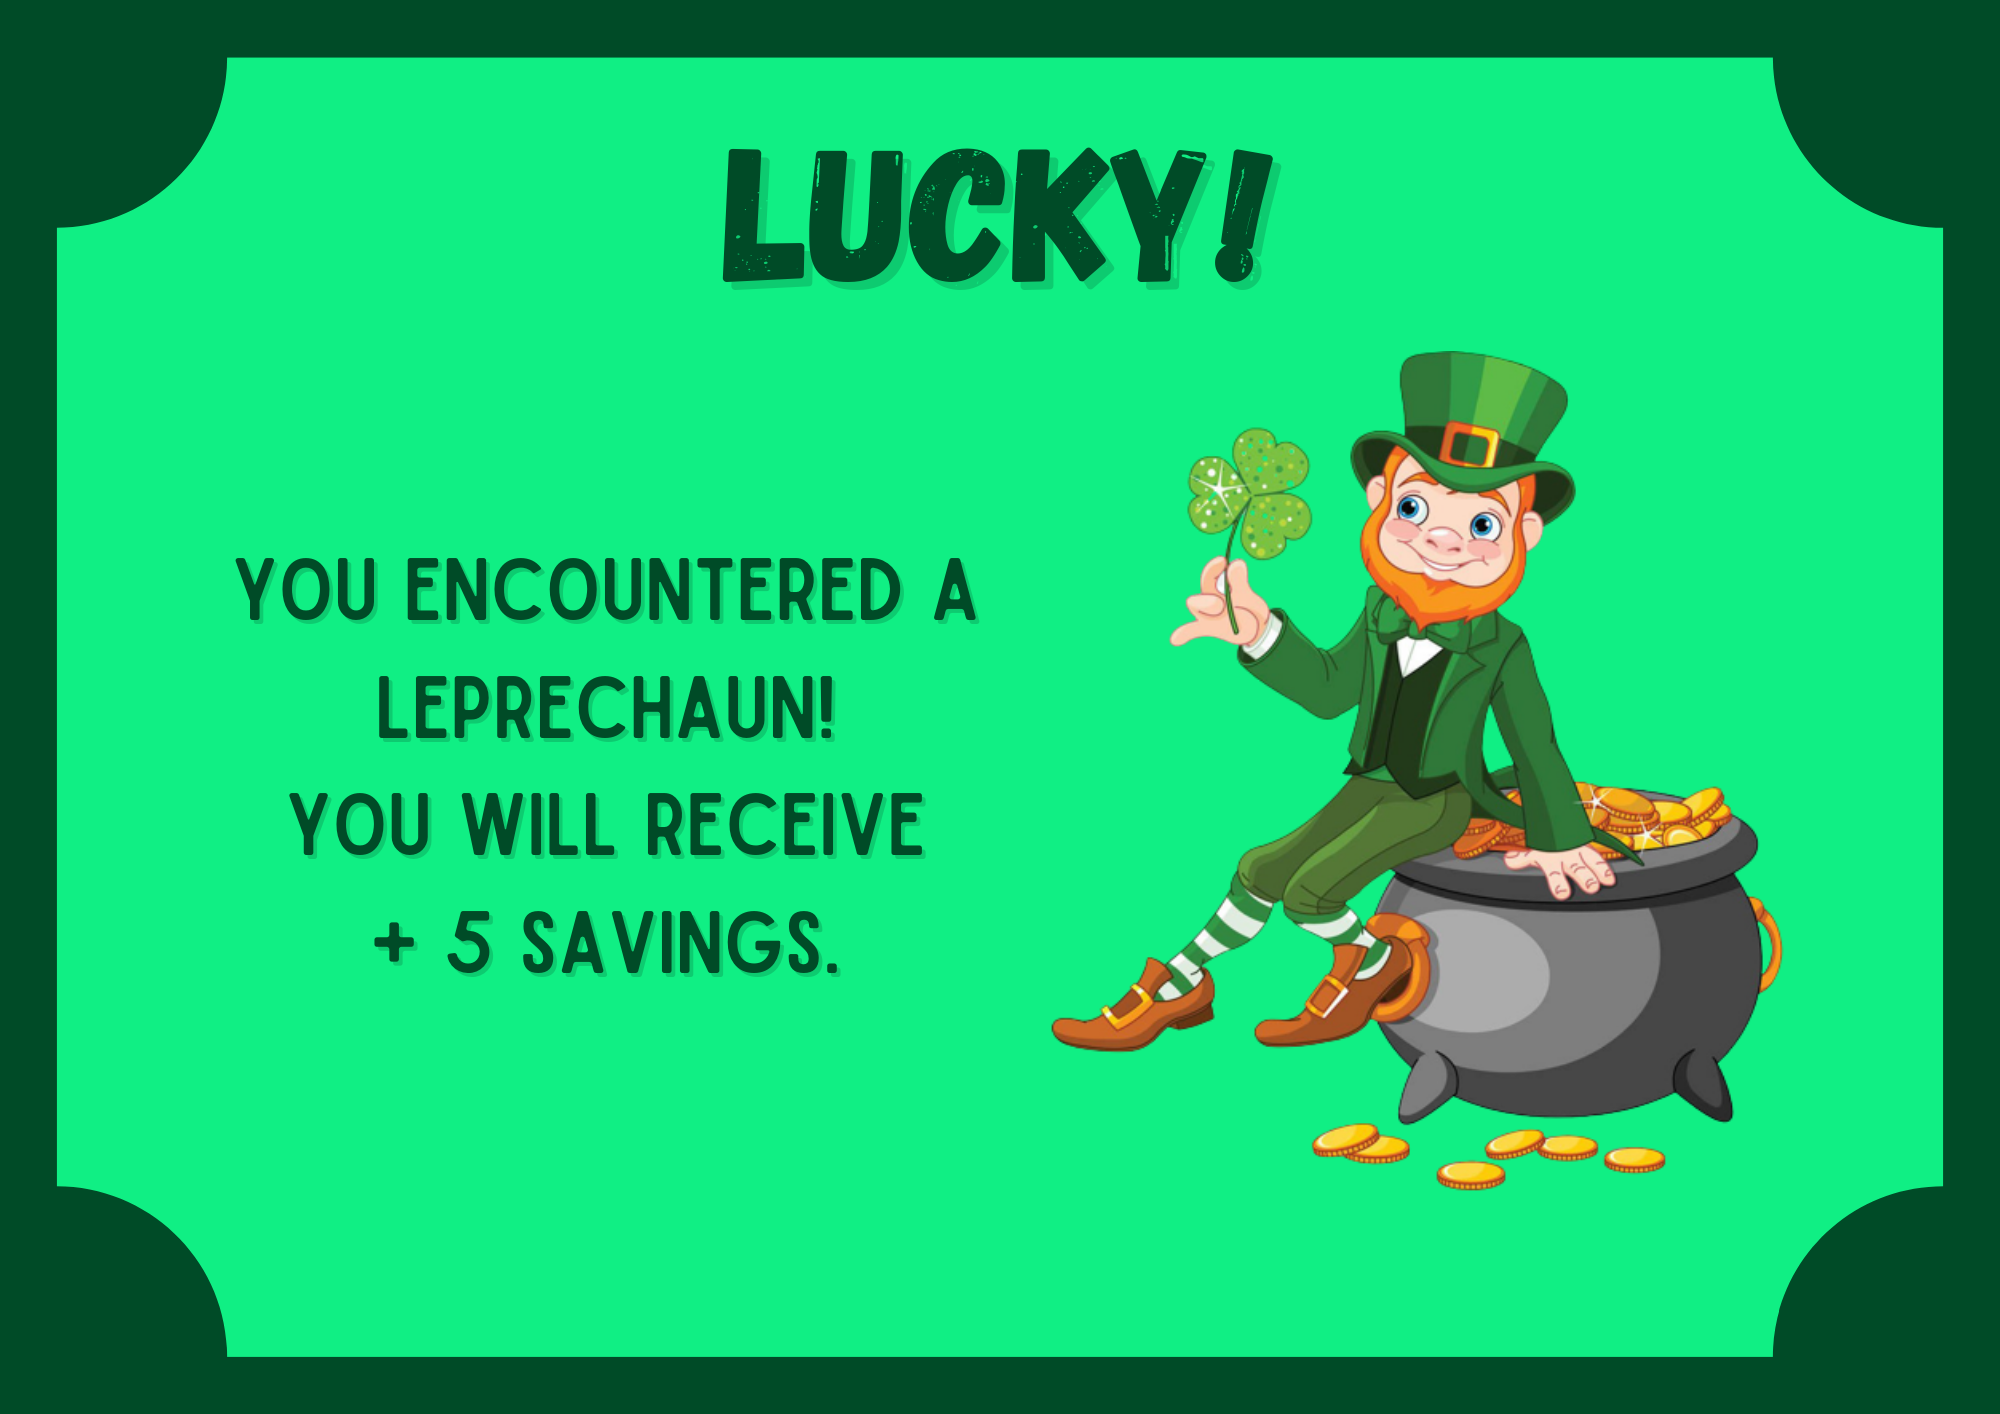 LUCKY!
YOU ENCOUNTERED A
LEPRECHAUN!
YOU WILL RECEIVE
+ 5 SAVINGS.